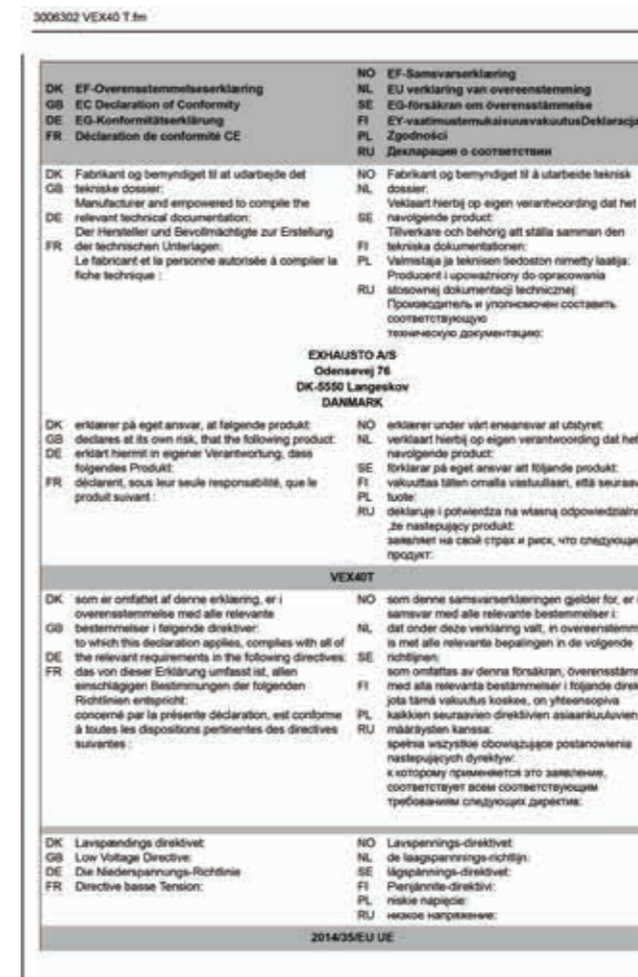 3006302 VEX40 T.fm
DK EF-Overensstemmelseserklæring
GB EC Declaration of Conformity
DE EG-Konformitätserklärung
FR Déclaration de conformité CE
NO EF-Samsvarserklæring
NL EU verklaring van overeenstemming
SE EG-försäkran om överensstämmelse
FI EY-vaatimustenmukaisuusvakuutusDeklaracja
PL Zgodności
RU Декларация о соответствии
DK Fabrikant og bemyndiget til at udarbejde det
GB tekniske dossier:
Manufacturer and empowered to compile the
DE relevant technical documentation:
Der Hersteller und Bevollmächtigte zur Erstellung
FR der technischen Unterlagen:
Le fabricant et la personne autorisée à compiler la
fiche technique :
NO Fabrikant og bemyndiget til å utarbeide teknisk
NL dossier:
Veklaart hierbij op eigen verantwoording dat het
SE navolgende product:
Tillverkare och behörig att ställa samman den
FI tekniska dokumentationen:
PL Valmistaja ja teknisen tiedoston nimetty laatija:
Producent i upoważniony do opracowania
RU stosownej dokumentacji technicznej:
Производитель и уполномочен составить
соответствующую
техническую документацию:
EXHAUSTO A/S
Odensevej 76
DK-5550 Langeskov
DANMARK
DK erklærer på eget ansvar, at følgende produkt:
GB declares at its own risk, that the following product:
DE erklärt hiermit in eigener Verantwortung, dass
folgendes Produkt:
FR déclarent, sous leur seule responsabilité, que le
produit suivant :
NO erklærer under vårt eneansvar at utstyret:
NL verklaart hierbij op eigen verantwoording dat het
navolgende product:
SE förklarar på eget ansvar att följande produkt:
FI vakuuttaa täten omalla vastuullaan, että seuraava
PL tuote:
RU deklaruje i potwierdza na własną
,że następujący produkt:
заявляет на свой страх и риск, что следующий
продукт:
VEX40T
DK som er omfattet af denne erklæring, er i
overensstemmelse med alle relevante
GB bestemmelser i følgende direktiver:
to which this declaration applies, complies with all of
DE the relevant requirements in the following directives:
FR das von dieser Erklärung umfasst ist, allen
einschlägigen Bestimmungen der folgenden
Richtlinien entspricht:
concerné par la présente déclaration, est conforme
à toutes les dispositions pertinentes des directives
suivantes :
NO som denne samsvarserklæringen gjelder for, er i
samsvar med alle relevante bestemmelser i:
NL dat onder deze verklaring valt, in
is met alle relevante bepalingen in de volgende
SE richtlijnen:
som omfattas av denna försäkran,
FI med alla relevanta bestämmelser i följande
jota tämä vakuutus koskee, on yhteensopiva
PL kaikkien seuraavien direktiivien asiaankuuluvien
RU määräysten kanssa:
spełnia wszystkie obowiązujące postanowienia
następujących dyrektyw:
к которому применяется это заявление,
соответствует всем соответствующим
требованиям следующих директив:
DK Lavspændings direktivet
GB Low Voltage Directive:
DE Die Niederspannungs-Richtlinie
FR Directive basse Tension:
NO Lavspennings-direktivet
NL de laagspannnings-richtlijn:
SE lågspännings-direktivet:
FI Pienjännite-direktiivi:
PL niskie napięcie:
RU низкое напряжение:
2014/35/EU UE